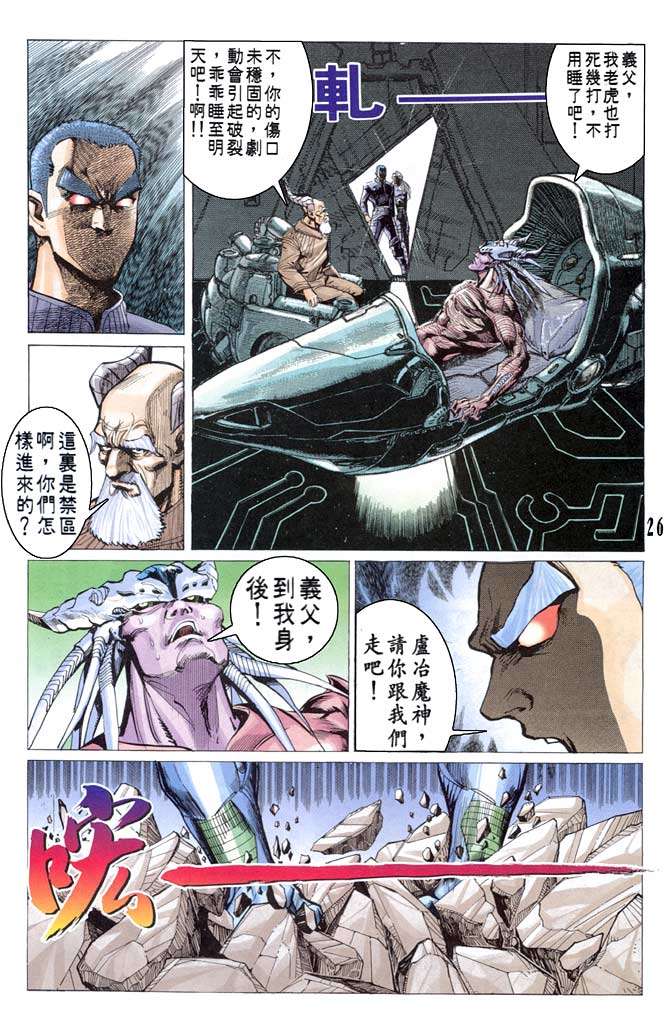 義父，
我老虎也打
死幾打，不
用睡了吧！
軋
不，你的傷口
未穩固的，劇
動會引起破裂
，乖乖睡至明
天吧！啊!!
這裏是禁區
啊，你們怎
樣進來的？
26
盧冶魔神，
請你跟我們
走吧！
義父，
到我身
後！
吰